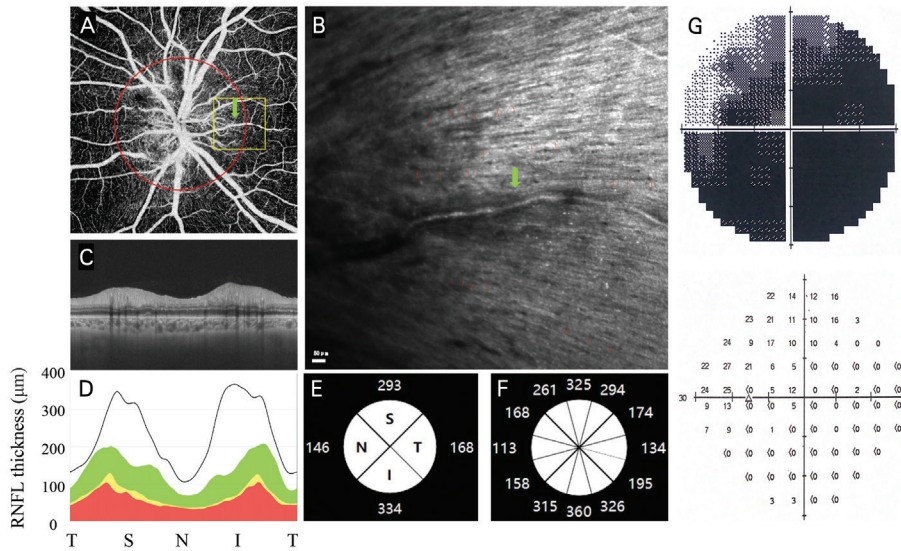 A
B
50 µm
C
D
RNFL thickness (µm)
400
300
200
100
0
T S N I T
E
293
146 168
334
S
N T
I
F
261 325 294
168 174
113 134
158 195
315 360 326
G
22 14 12 16
23 21 11 10 16 3
24 9 17 10 10 4 0 0
22 27 21 6 5 (0 (0 (0 (0 (0
30 24 25 (0 5 12 0 (0 2 (0 (0
9 13 (0 0 5 (0 (0 (0 (0 (0
7 9 0 1 0 (0 0 (0 (0
(0 (0 (0 (0 (0 (0 (0 (0
(0 (0 (0 (0 (0 (0
3 3 (0 (0